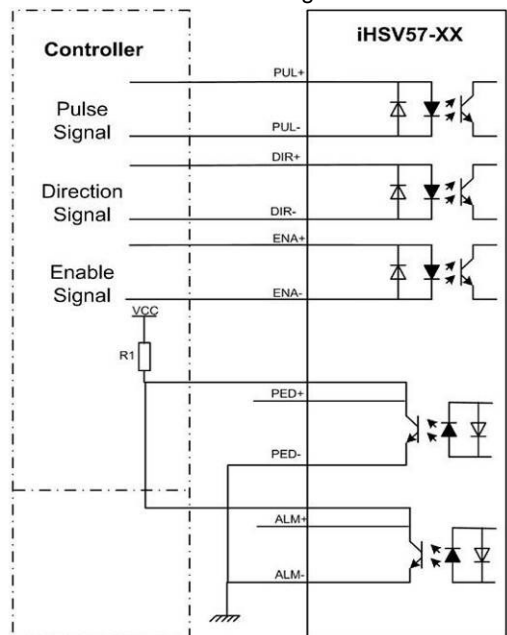 Controller
iHSV57-XX
PUL+
Pulse
Signal
PUL-
DIR+
Direction
Signal
DIR-
ENA+
Enable
Signal
ENA-
VCC
R1
PED+
PED-
ALM+
ALM-